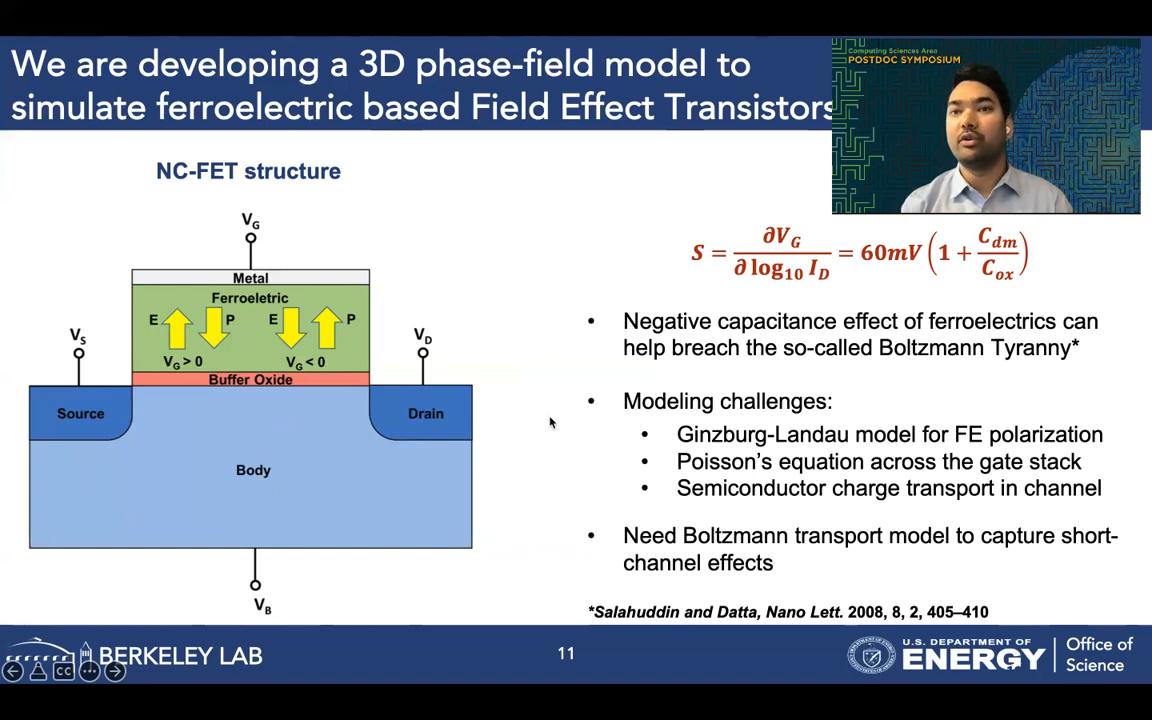 We are developing a 3D phase-field model to
simulate ferroelectric based Field Effect Transistors
Computing Sciences Area
POSTDOC SYMPOSIUM
NC-FET structure
V_G
Metal
Ferroeletric
E P E P
V_G > 0 V_G < 0
Buffer Oxide
V_S
V_D
Source
Drain
Body
V_B
S = ∂V_G / ∂ log₁₀ I_D = 60mV (1 + C_dm / C_ox)
• Negative capacitance effect of ferroelectrics can
help breach the so-called Boltzmann Tyranny*
• Modeling challenges:
• Ginzburg-Landau model for FE polarization
• Poisson's equation across the gate stack
• Semiconductor charge transport in channel
• Need Boltzmann transport model to capture short-
channel effects
*Salahuddin and Datta, Nano Lett. 2008, 8, 2, 405–410
BERKELEY LAB
11
U.S. DEPARTMENT OF
ENERGY
Office of
Science
CC